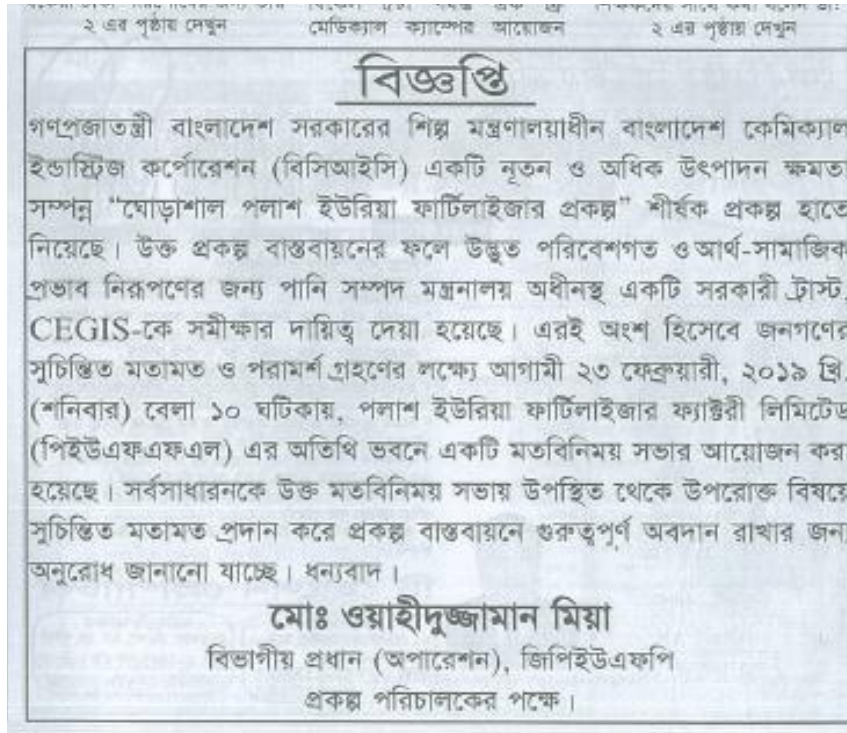 ২ এর পৃষ্ঠায় দেখুন
মেডিক্যাল ক্যাম্পের আয়োজন
২ এর পৃষ্ঠায় দেখুন
বিজ্ঞপ্তি
গণপ্রজাতন্ত্রী বাংলাদেশ সরকারের শিল্প মন্ত্রণালয়াধীন বাংলাদেশ কেমিক্যাল
ইন্ডাস্ট্রিজ কর্পোরেশন (বিসিআইসি) একটি নূতন ও অধিক উৎপাদন ক্ষমতা
সম্পন্ন “ঘোড়াশাল পলাশ ইউরিয়া ফার্টিলাইজার প্রকল্প” শীর্ষক প্রকল্প হাতে
নিয়েছে। উক্ত প্রকল্প বাস্তবায়নের ফলে উদ্ভূত পরিবেশগত ও আর্থ-সামাজিক
প্রভাব নিরূপণের জন্য পানি সম্পদ মন্ত্রনালয় অধীনস্থ একটি সরকারী ট্রাস্ট,
CEGIS-কে সমীক্ষার দায়িত্ব দেয়া হয়েছে। এরই অংশ হিসেবে জনগণের
সুচিন্তিত মতামত ও পরামর্শ গ্রহণের লক্ষ্যে আগামী ২৩ ফেব্রুয়ারী, ২০১৯ খ্রি.
(শনিবার) বেলা ১০ ঘটিকায়, পলাশ ইউরিয়া ফার্টিলাইজার ফ্যাক্টরী লিমিটেড
(পিইউএফএফএল) এর অতিথি ভবনে একটি মতবিনিময় সভার আয়োজন করা
হয়েছে। সর্বসাধারনকে উক্ত মতবিনিময় সভায় উপস্থিত থেকে উপরোক্ত বিষয়ে
সুচিন্তিত মতামত প্রদান করে প্রকল্প বাস্তবায়নে গুরুত্বপূর্ণ অবদান রাখার জন্য
অনুরোধ জানানো যাচ্ছে। ধন্যবাদ।
মোঃ ওয়াহীদুজ্জামান মিয়া
বিভাগীয় প্রধান (অপারেশন), জিপিইউএফপি
প্রকল্প পরিচালকের পক্ষে।